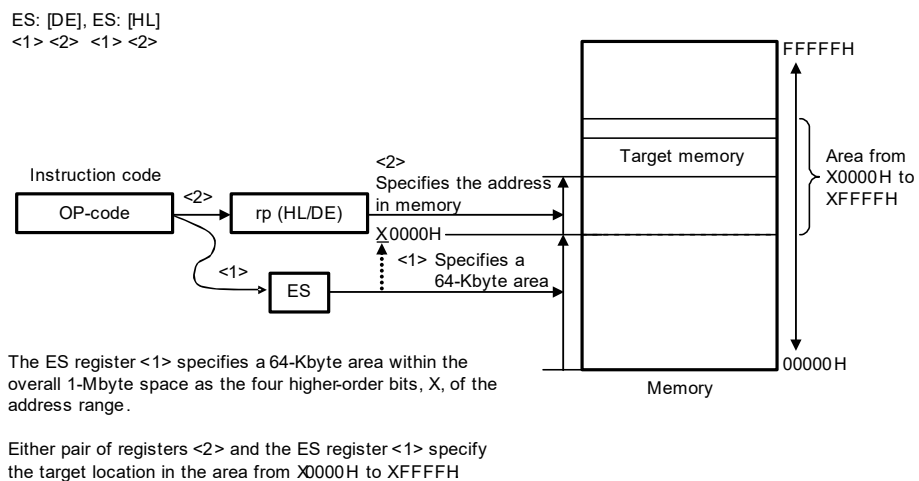 ES: [DE], ES: [HL]
<1> <2> <1> <2>
FFFFFH
Target memory
Area from
X0000H to
XFFFFH
Instruction code
OP-code
<2>
rp (HL/DE)
<2>
Specifies the address
in memory
X0000H
<1>
ES
<1> Specifies a
64-Kbyte area
00000H
Memory
The ES register <1> specifies a 64-Kbyte area within the
overall 1-Mbyte space as the four higher-order bits, X, of the
address range.
Either pair of registers <2> and the ES register <1> specify
the target location in the area from X0000H to XFFFFH